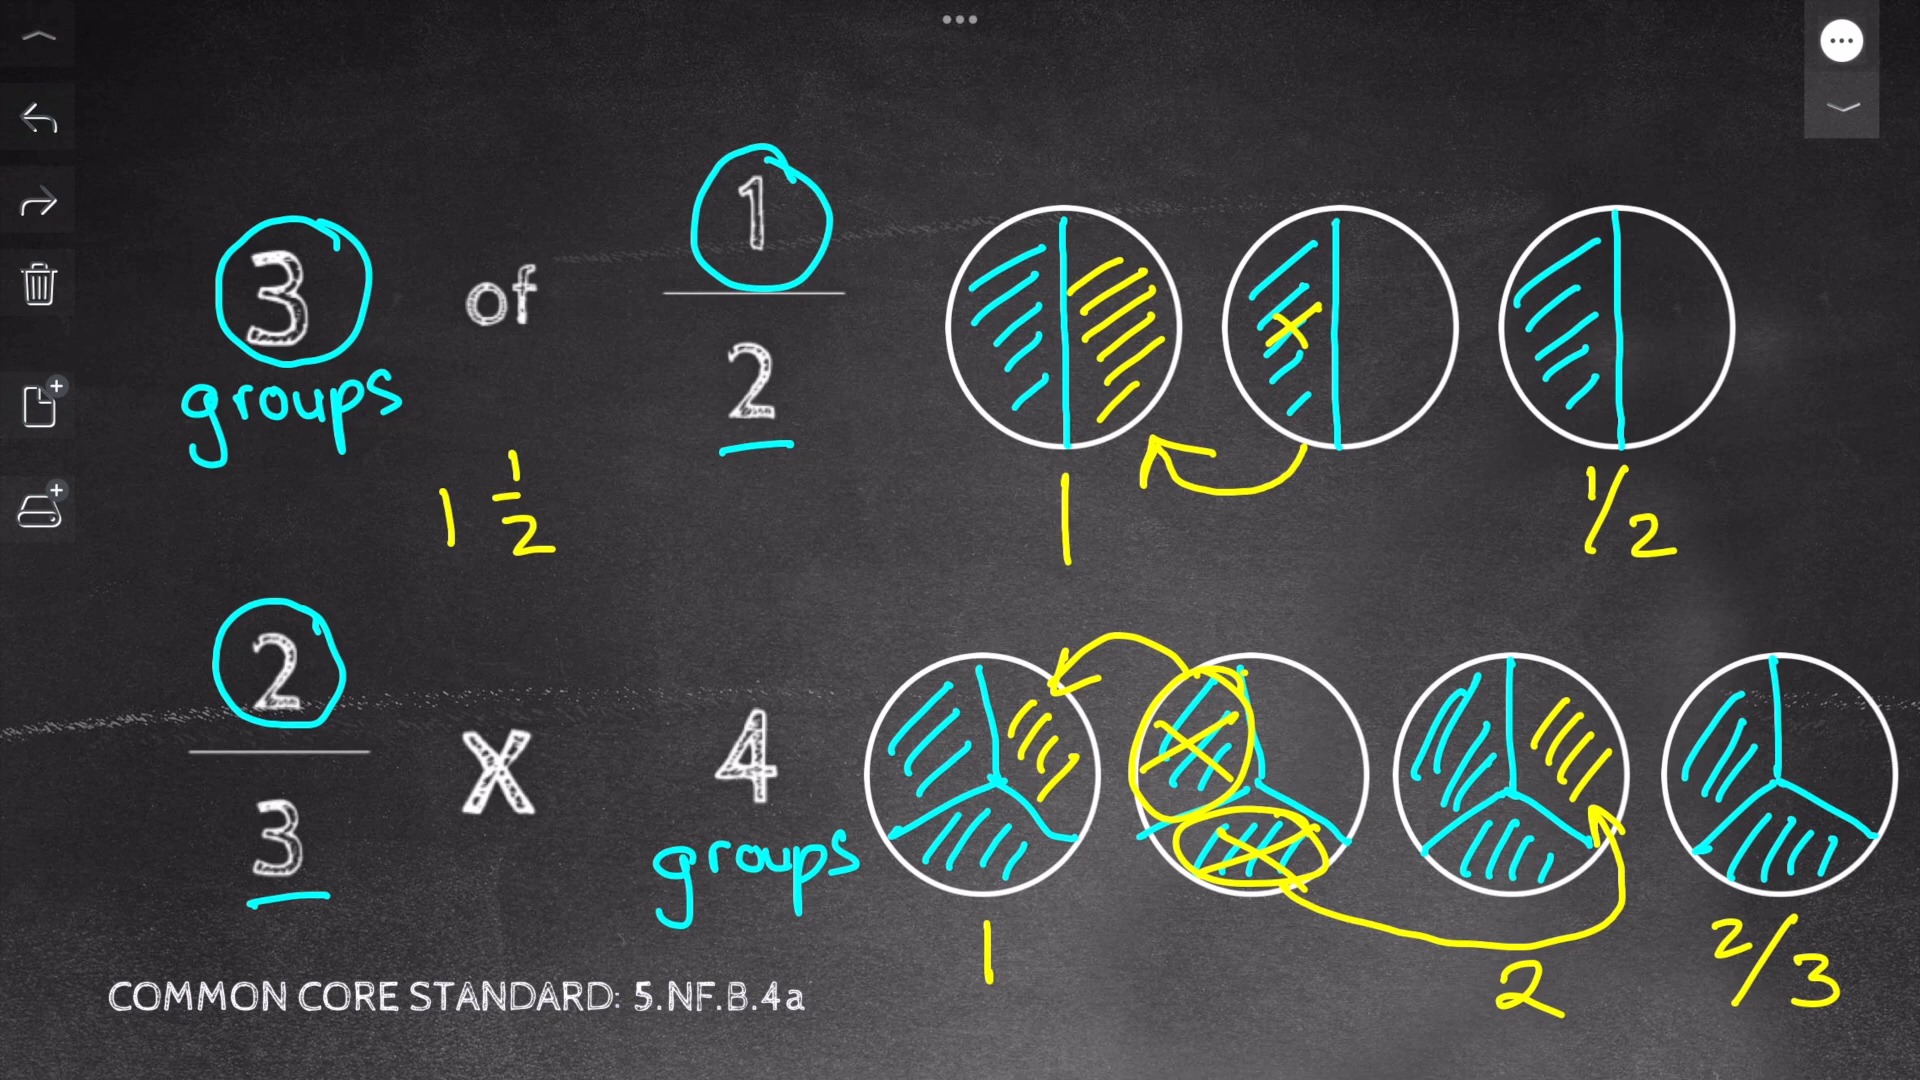 3 of 1/2
groups
1 1/2
1 1/2
2/3 X 4
groups
1 2 2/3
COMMON CORE STANDARD: 5.NF.B.4a